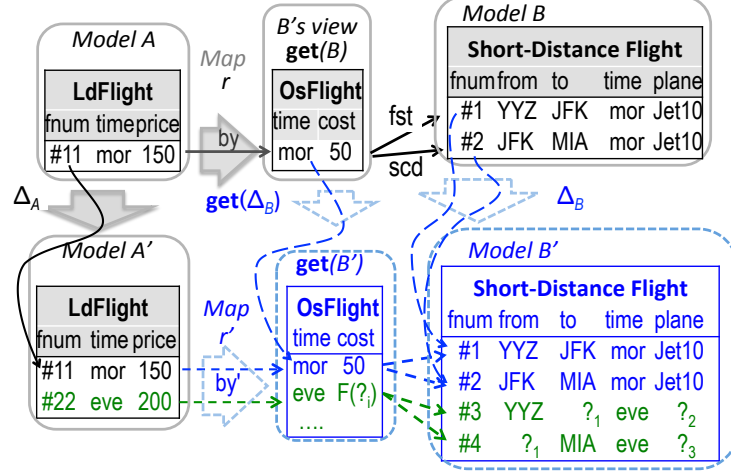 Model A
LdFlight
fnum time price
#11 mor 150
Map
r
by
B's view
get(B)
OsFlight
time cost
mor 50
fst
scd
Model B
Short-Distance Flight
fnum from to time plane
#1 YYZ JFK mor Jet10
#2 JFK MIA mor Jet10
Δ_A
get(Δ_B)
Δ_B
Model A'
LdFlight
fnum time price
#11 mor 150
#22 eve 200
Map
r'
by'
get(B')
OsFlight
time cost
mor 50
eve F(?_i)
....
Model B'
Short-Distance Flight
fnum from to time plane
#1 YYZ JFK mor Jet10
#2 JFK MIA mor Jet10
#3 YYZ ?_1 eve ?_2
#4 ?_1 MIA eve ?_3